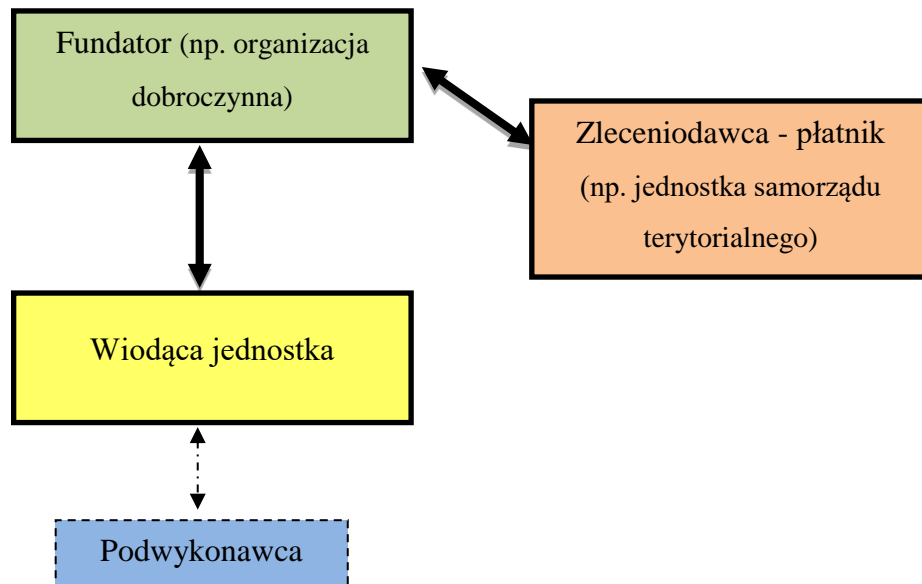 Fundator (np. organizacja
dobroczynna)
Zleceniodawca - płatnik
(np. jednostka samorządu
terytorialnego)
Wiodąca jednostka
Podwykonawca